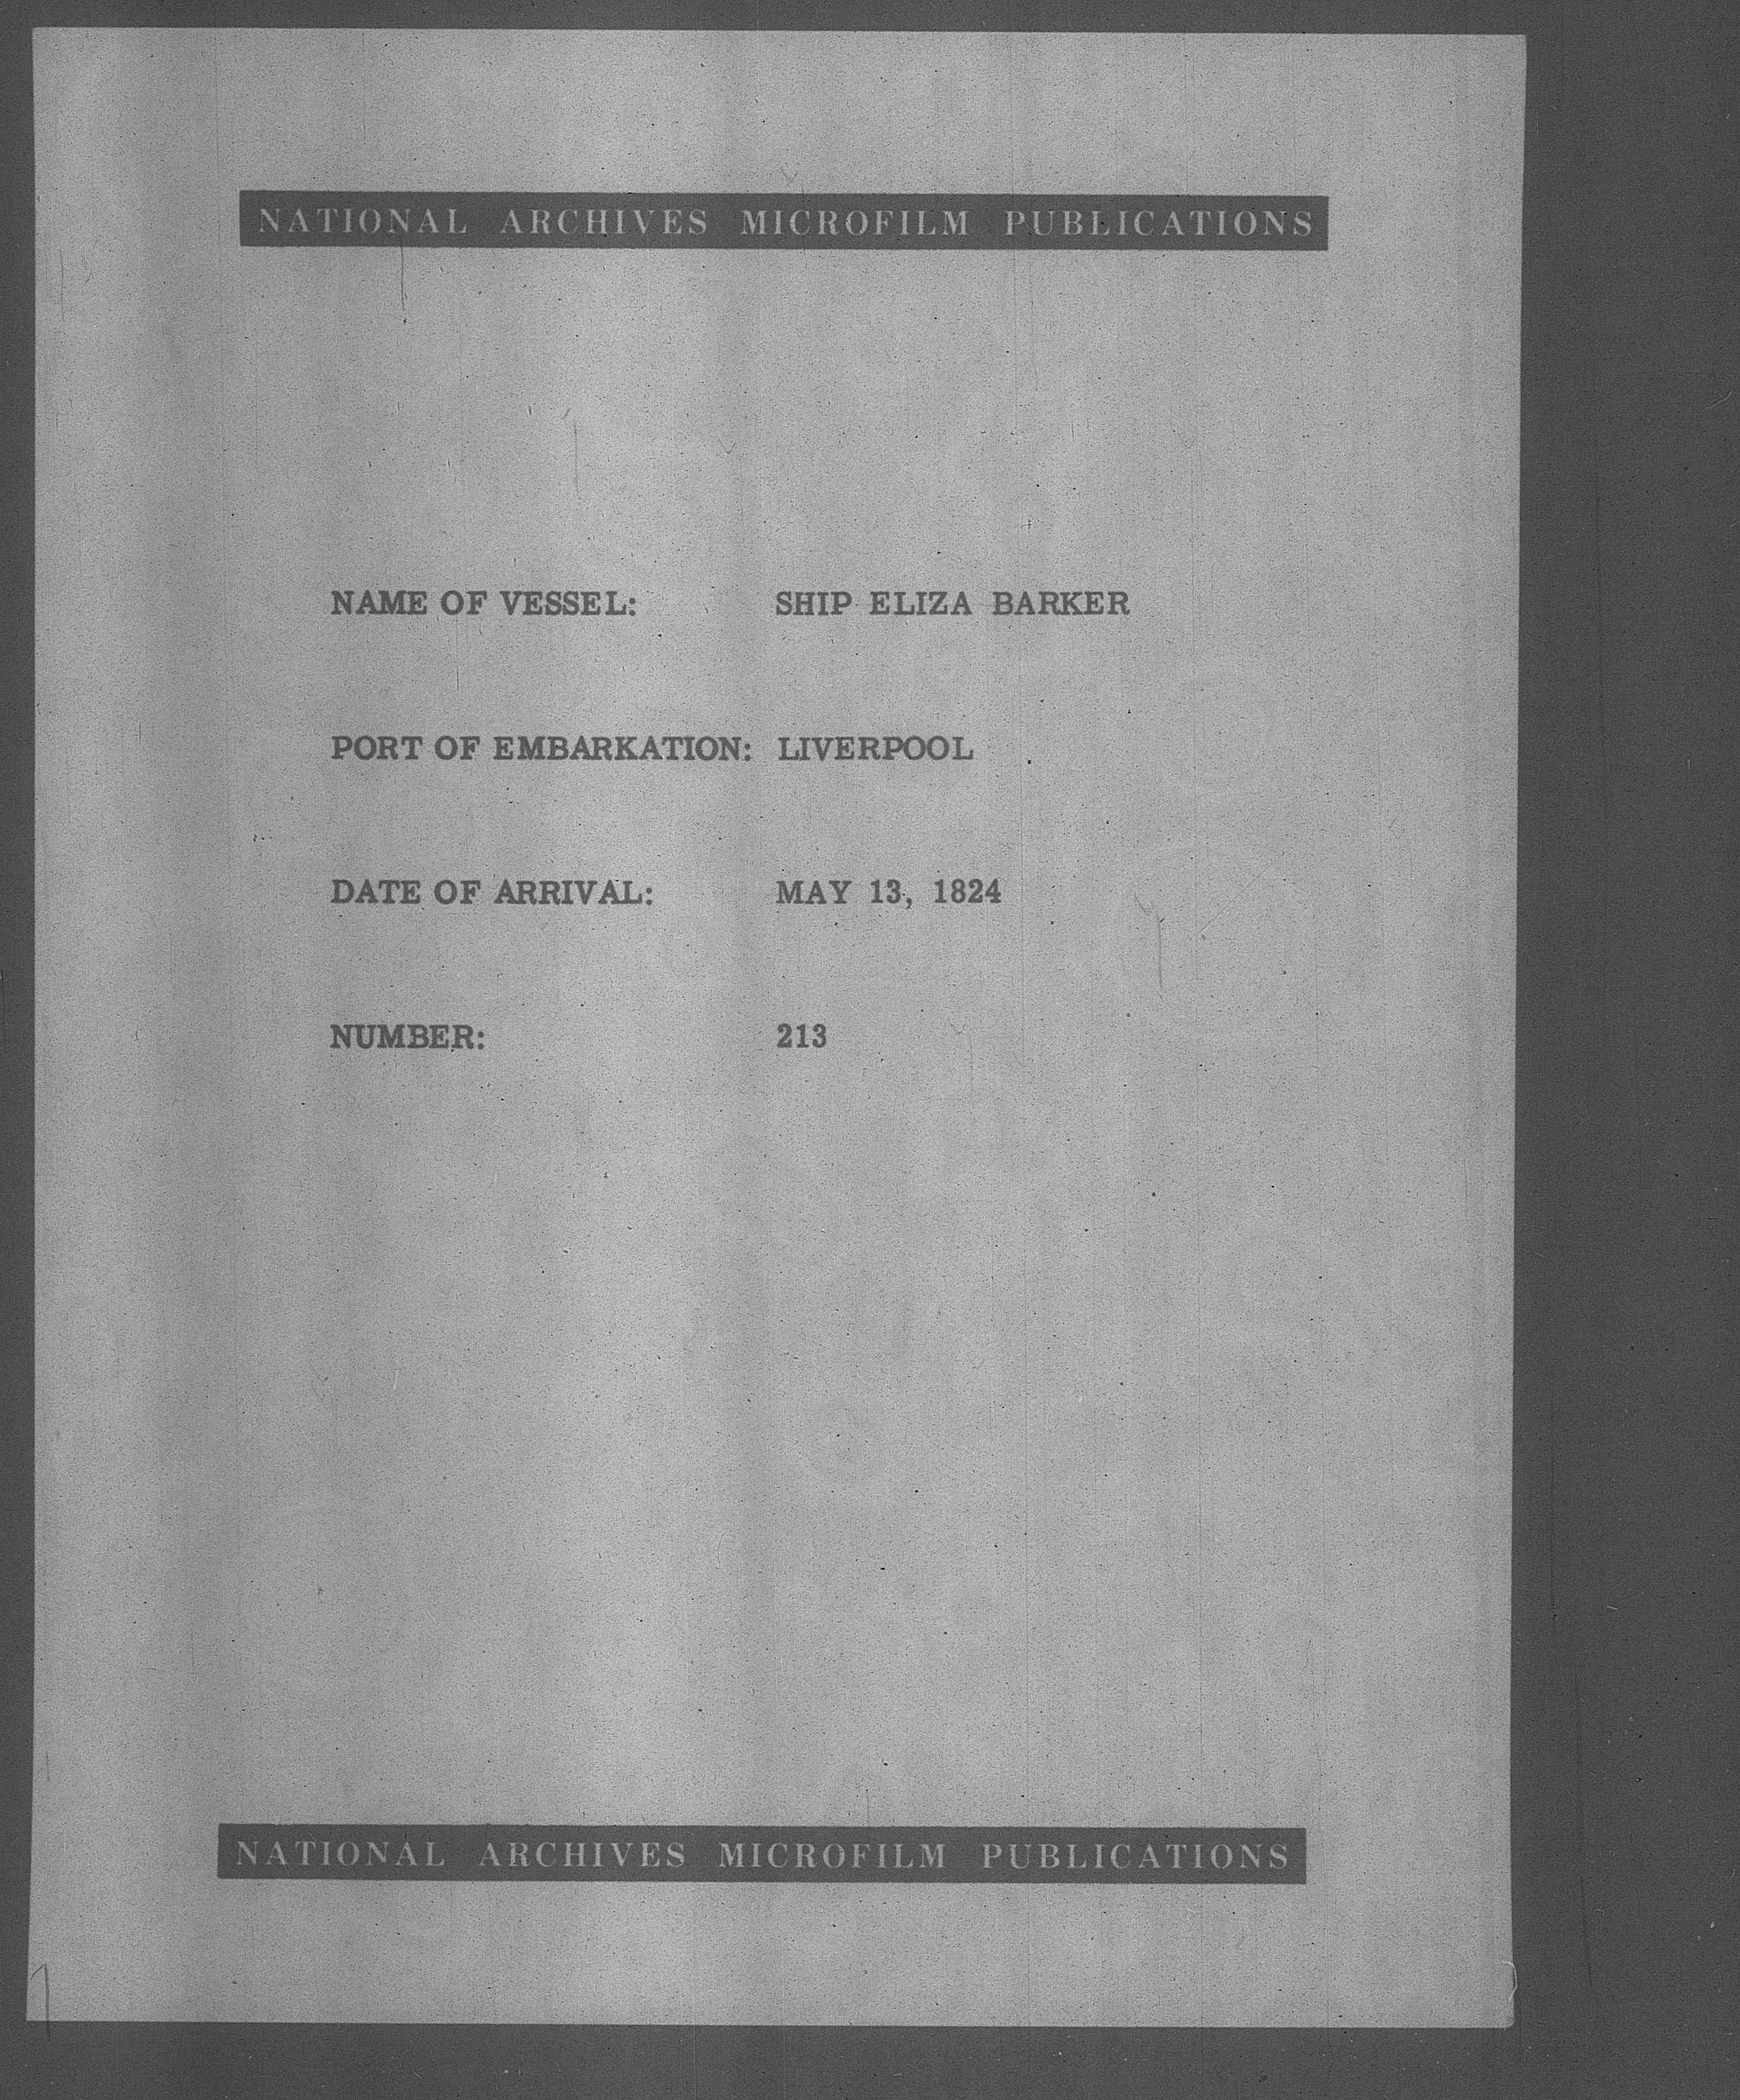 NATIONAL ARCHIVES MICROFILM PUBLICATIONS
NAME OF VESSEL: SHIP ELIZA BARKER
PORT OF EMBARKATION: LIVERPOOL
DATE OF ARRIVAL: MAY 13, 1824
NUMBER: 213
NATIONAL ARCHIVES MICROFILM PUBLICATIONS